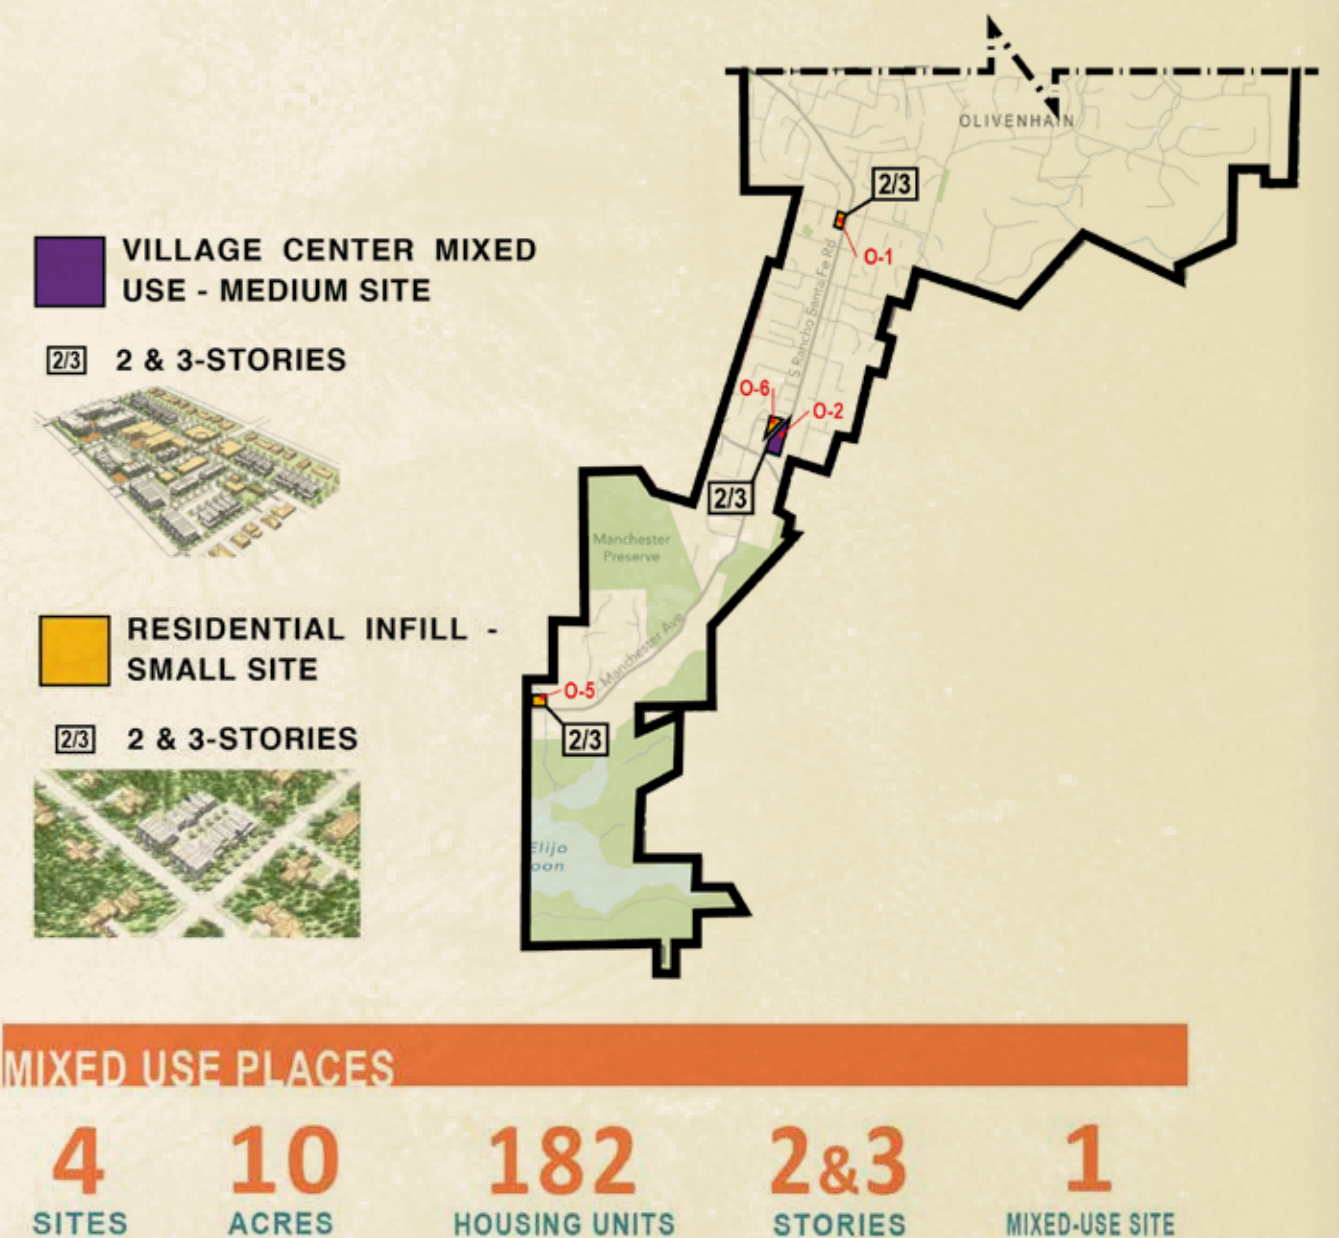 OLIVENHAIN
2/3
O-1
S Rancho Santa Fe Rd
VILLAGE CENTER MIXED
USE - MEDIUM SITE
2/3 2 & 3-STORIES
O-6
O-2
2/3
Manchester
Preserve
Manchester Ave
RESIDENTIAL INFILL -
SMALL SITE
O-5
2/3
2/3 2 & 3-STORIES
Elijo
oon
MIXED USE PLACES
4 10 182 2&3 1
SITES ACRES HOUSING UNITS STORIES MIXED-USE SITE